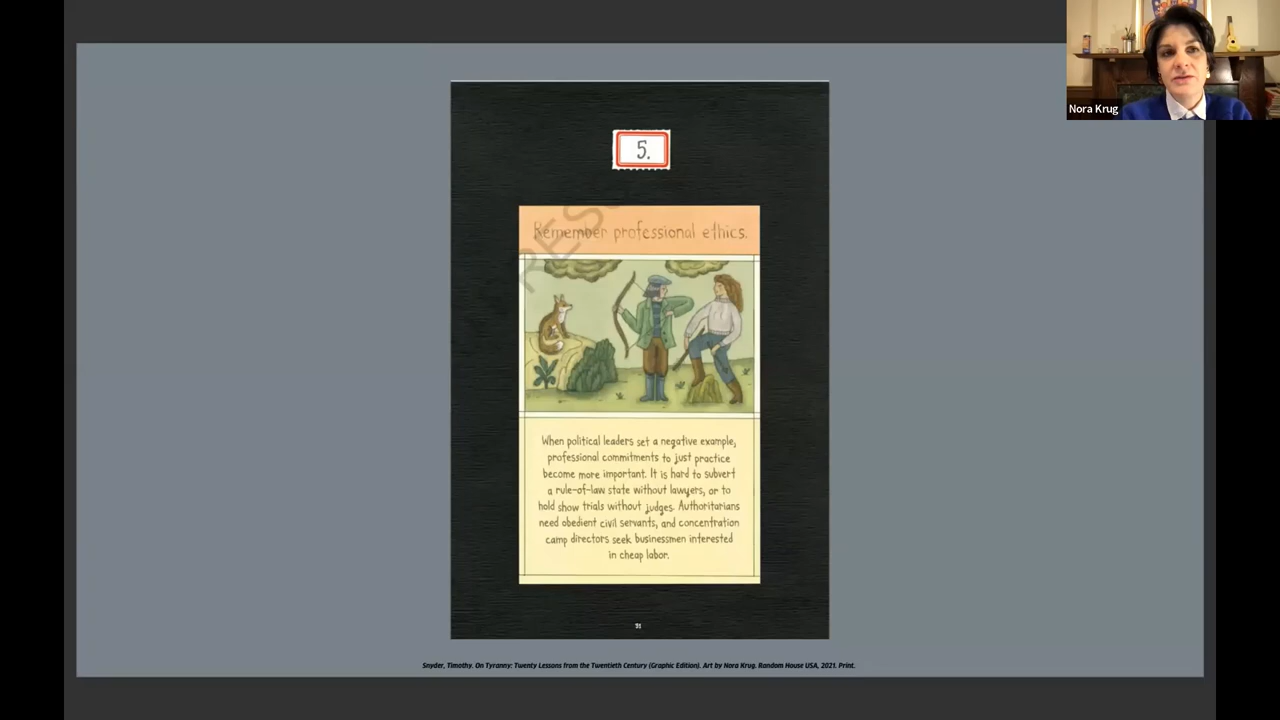 Nora Krug
5.
Remember professional ethics.
When political leaders set a negative example,
professional commitments to just practice
become more important. It is hard to subvert
a rule-of-law state without lawyers, or to
hold show trials without judges. Authoritarians
need obedient civil servants, and concentration
camp directors seek businessmen interested
in cheap labor.
Snyder, Timothy. On Tyranny: Twenty Lessons from the Twentieth Century (Graphic Edition). Art by Nora Krug. Random House USA, 2021. Print.